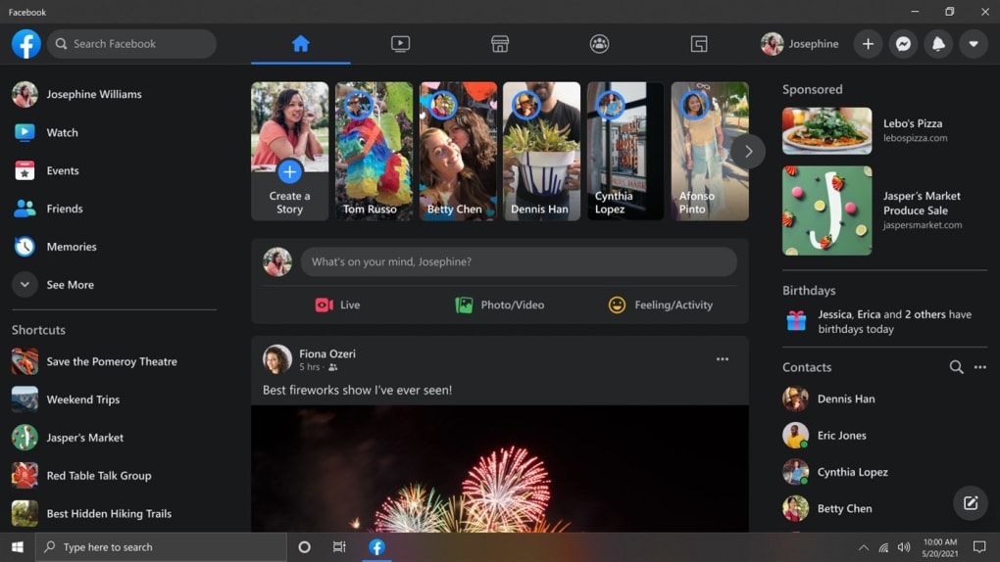 Facebook
Search Facebook
Josephine
Josephine Williams
Watch
Events
Friends
Memories
See More
Shortcuts
Save the Pomeroy Theatre
Weekend Trips
Jasper's Market
Red Table Talk Group
Best Hidden Hiking Trails
Create a
Story
Tom Russo
Betty Chen
Dennis Han
Cynthia
Lopez
Afonso
Pinto
What's on your mind, Josephine?
Live
Photo/Video
Feeling/Activity
Fiona Ozeri
5 hrs ·
Best fireworks show I've ever seen!
Sponsored
Lebo's Pizza
lebospizza.com
Jasper's Market
Produce Sale
jaspersmarket.com
Birthdays
Jessica, Erica and 2 others have
birthdays today
Contacts
Dennis Han
Eric Jones
Cynthia Lopez
Betty Chen
Type here to search
10:00 AM
5/20/2021